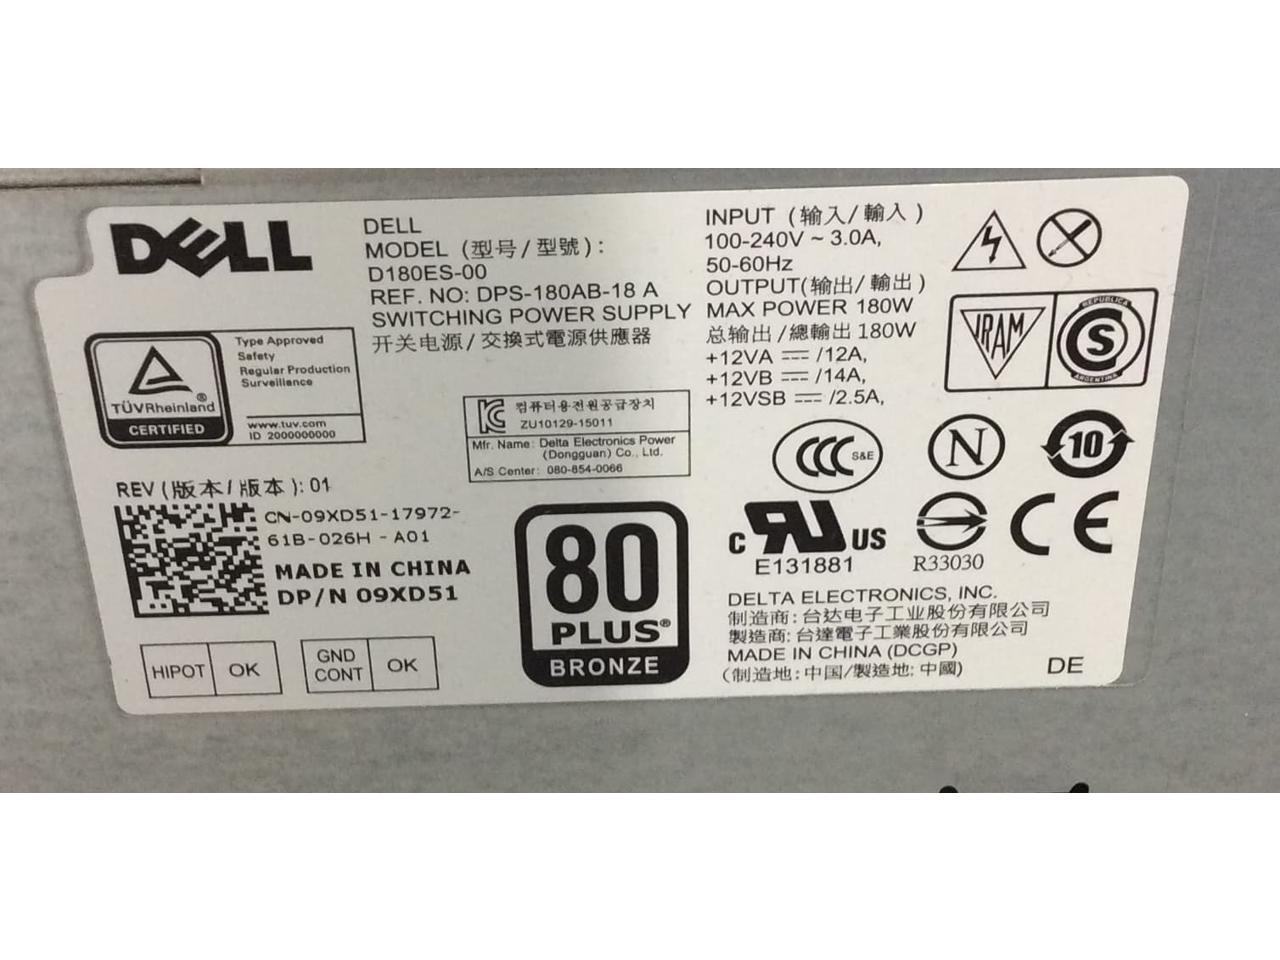 DELL
DELL
MODEL (型号/型號):
D180ES-00
REF. NO: DPS-180AB-18 A
SWITCHING POWER SUPPLY
开关电源/交換式電源供應器
INPUT (输入/輸入)
100-240V ~ 3.0A,
50-60Hz
OUTPUT(输出/輸出)
MAX POWER 180W
总输出/總輸出 180W
+12VA ⎓ /12A,
+12VB ⎓ /14A,
+12VSB ⎓ /2.5A,
TÜVRheinland®
CERTIFIED
Type Approved
Safety
Regular Production
Surveillance
www.tuv.com
ID 2000000000
컴퓨터용전원공급장치
ZU10129-15011
Mfr. Name: Delta Electronics Power
(Dongguan) Co., Ltd.
A/S Center: 080-854-0066
IRAM
REPUBLICA
S
ARGENTINA
CCC S&E
N
10
REV (版本/版本): 01
CN-09XD51-17972-
61B-026H - A01
MADE IN CHINA
DP/N 09XD51
HIPOT OK
GND CONT OK
80
PLUS®
BRONZE
c RU US
E131881
R33030
CE
DELTA ELECTRONICS, INC.
制造商: 台达电子工业股份有限公司
製造商: 台達電子工業股份有限公司
MADE IN CHINA (DCGP)
(制造地: 中国/製造地: 中國)
DE